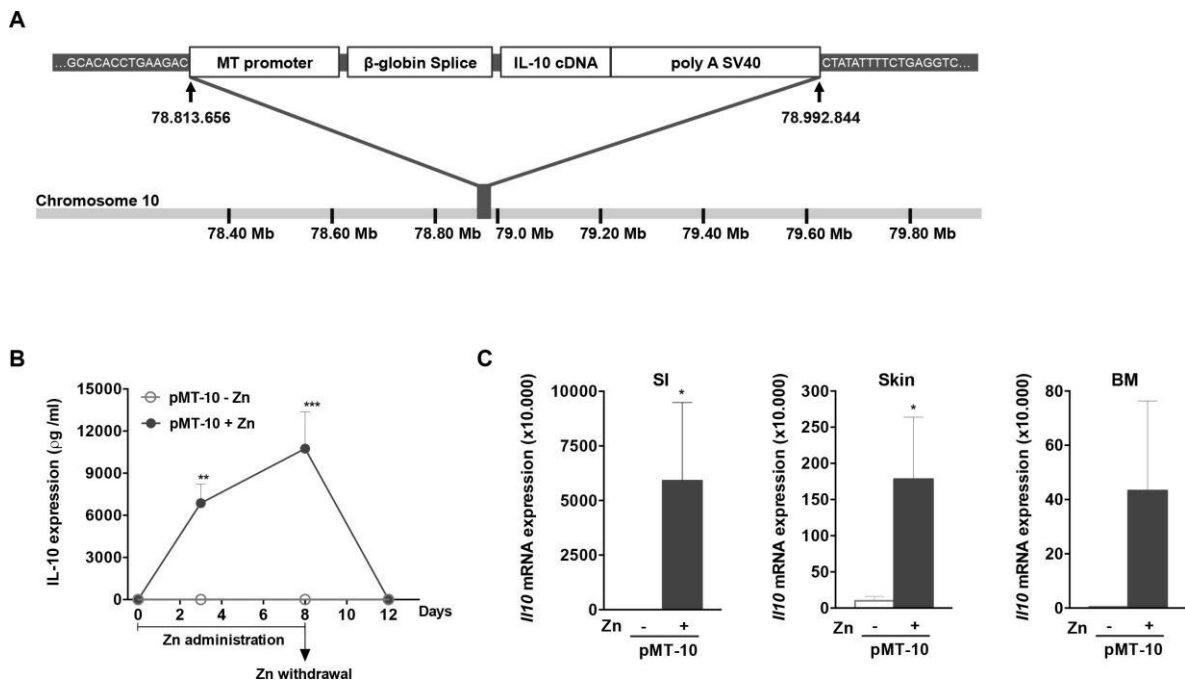 A
...GCACACCTGAAGAC MT promoter β-globin Splice IL-10 cDNA poly A SV40 CTATATTTTCTGAGGTC...
78.813.656 78.992.844
Chromosome 10
78.40 Mb 78.60 Mb 78.80 Mb 79.0 Mb 79.20 Mb 79.40 Mb 79.60 Mb 79.80 Mb
B
IL-10 expression (ρg /ml)
15000
12000
9000
6000
3000
0
pMT-10 - Zn
pMT-10 + Zn
**
***
0 2 4 6 8 10 12 Days
Zn administration
Zn withdrawal
C
SI
Il10 mRNA expression (x10.000)
10000
7500
5000
2500
0
*
Zn - +
pMT-10
Skin
Il10 mRNA expression (x10.000)
300
250
200
150
100
50
0
*
Zn - +
pMT-10
BM
Il10 mRNA expression (x10.000)
80
60
40
20
0
Zn - +
pMT-10